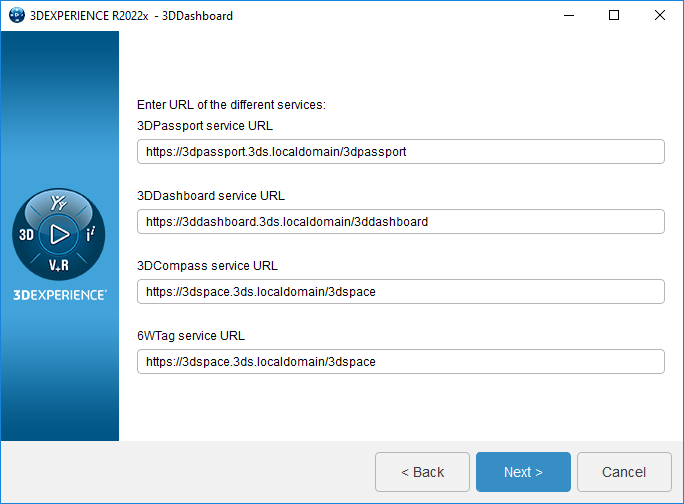 3DEXPERIENCE R2022x - 3DDashboard
Enter URL of the different services:
3DPassport service URL
https://3dpassport.3ds.localdomain/3dpassport
3DDashboard service URL
https://3ddashboard.3ds.localdomain/3ddashboard
3DCompass service URL
https://3dspace.3ds.localdomain/3dspace
6WTag service URL
https://3dspace.3ds.localdomain/3dspace
3D
i²
V+R
3DEXPERIENCE
< Back
Next >
Cancel